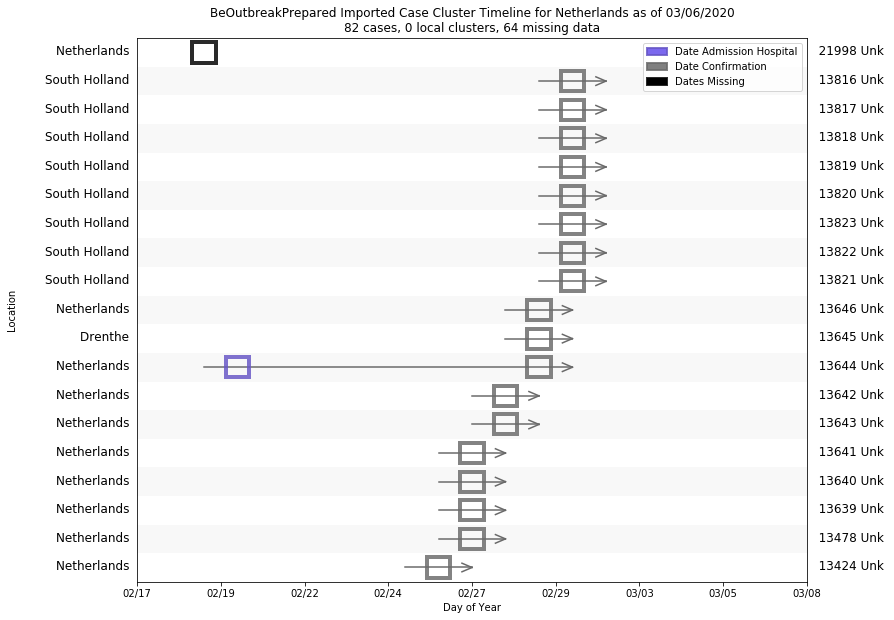 BeOutbreakPrepared Imported Case Cluster Timeline for Netherlands as of 03/06/2020
82 cases, 0 local clusters, 64 missing data
Date Admission Hospital
Date Confirmation
Dates Missing
Location
Netherlands 21998 Unk
South Holland 13816 Unk
South Holland 13817 Unk
South Holland 13818 Unk
South Holland 13819 Unk
South Holland 13820 Unk
South Holland 13823 Unk
South Holland 13822 Unk
South Holland 13821 Unk
Netherlands 13646 Unk
Drenthe 13645 Unk
Netherlands 13644 Unk
Netherlands 13642 Unk
Netherlands 13643 Unk
Netherlands 13641 Unk
Netherlands 13640 Unk
Netherlands 13639 Unk
Netherlands 13478 Unk
Netherlands 13424 Unk
02/17 02/19 02/22 02/24 02/27 02/29 03/03 03/05 03/08
Day of Year